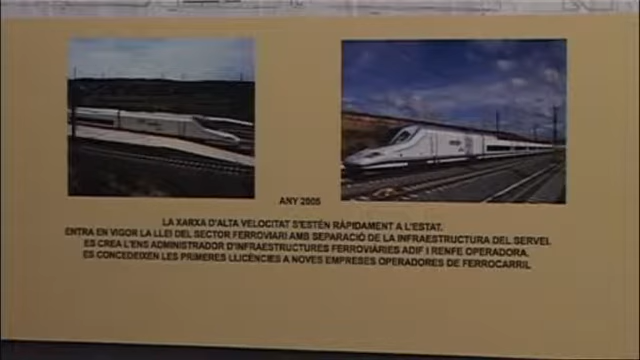 ANY 2005
LA XARXA D'ALTA VELOCITAT S'ESTÉN RÀPIDAMENT A L'ESTAT.
ENTRA EN VIGOR LA LLEI DEL SECTOR FERROVIARI AMB SEPARACIÓ DE LA INFRAESTRUCTURA DEL SERVEI.
ES CREA L'ENS ADMINISTRADOR D'INFRAESTRUCTURES FERROVIÀRIES ADIF I RENFE OPERADORA.
ES CONCEDEIXEN LES PRIMERES LLICÈNCIES A NOVES EMPRESES OPERADORES DE FERROCARRIL